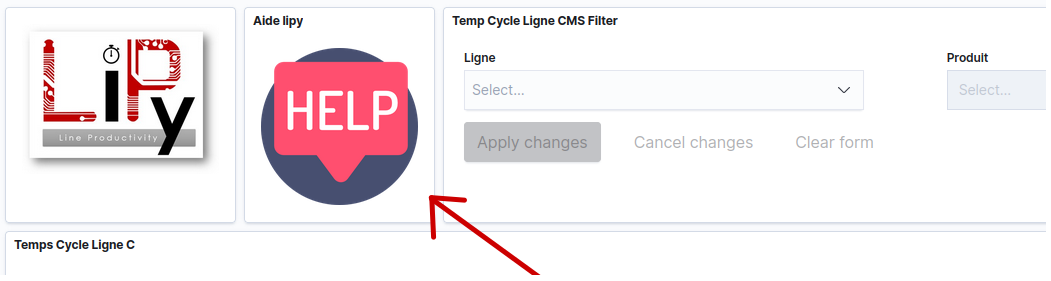 LiPy
Line Productivity
Aide lipy
HELP
Temp Cycle Ligne CMS Filter
Ligne
Select...
Produit
Select...
Apply changes
Cancel changes
Clear form
Temps Cycle Ligne C